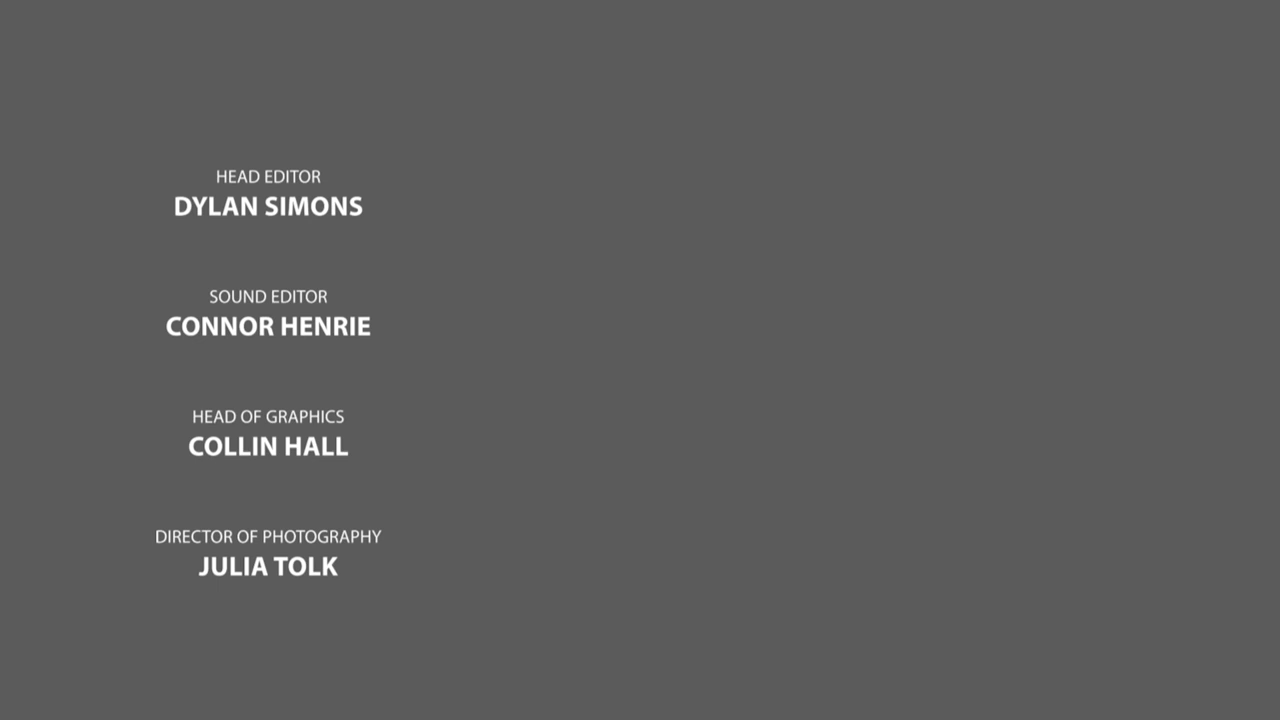 HEAD EDITOR
DYLAN SIMONS
SOUND EDITOR
CONNOR HENRIE
HEAD OF GRAPHICS
COLLIN HALL
DIRECTOR OF PHOTOGRAPHY
JULIA TOLK